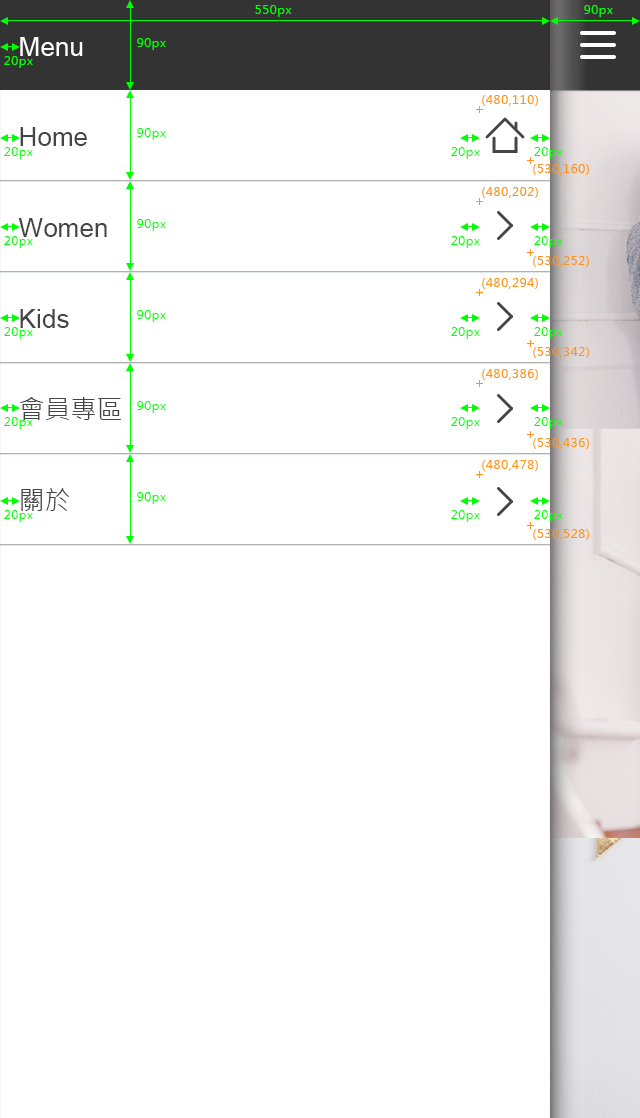 550px
90px
Menu
90px
20px
(480,110)
Home
90px
20px
20px
20px
(530,160)
(480,202)
Women
90px
20px
20px
20px
(530,252)
(480,294)
Kids
90px
20px
20px
20px
(530,342)
(480,386)
會員專區
90px
20px
20px
20px
(530,436)
(480,478)
關於
90px
20px
20px
20px
(530,528)